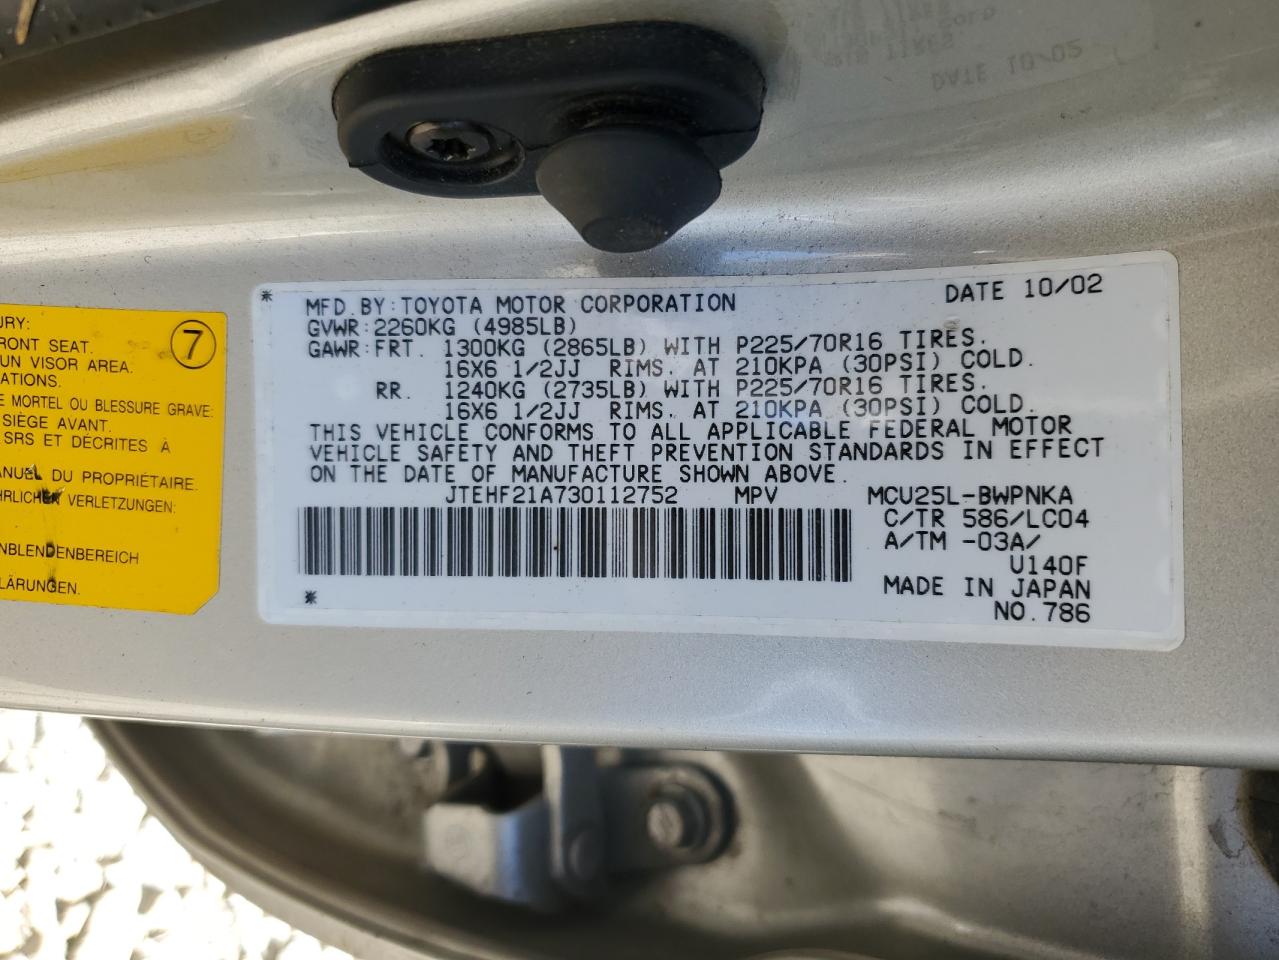 DATE 10/02
RONT SEAT.
UN VISOR AREA.
7
MORTEL OU BLESSURE GRAVE:
SIÈGE AVANT.
SRS ET DÉCRITES À
DU PROPRIÉTAIRE.
VERLETZUNGEN:
NBLENDENBEREICH
LÄRUNGEN.
* MFD.BY:TOYOTA MOTOR CORPORATION DATE 10/02
GVWR:2260KG (4985LB)
GAWR:FRT. 1300KG (2865LB) WITH P225/70R16 TIRES.
16X6 1/2JJ RIMS. AT 210KPA (30PSI) COLD.
RR. 1240KG (2735LB) WITH P225/70R16 TIRES.
16X6 1/2JJ RIMS. AT 210KPA (30PSI) COLD.
THIS VEHICLE CONFORMS TO ALL APPLICABLE FEDERAL MOTOR
VEHICLE SAFETY AND THEFT PREVENTION STANDARDS IN EFFECT
ON THE DATE OF MANUFACTURE SHOWN ABOVE.
JTEHF21A730112752 MPV MCU25L-BWPNKA
C/TR 586/LC04
A/TM -03A/
U140F
MADE IN JAPAN
* NO.786